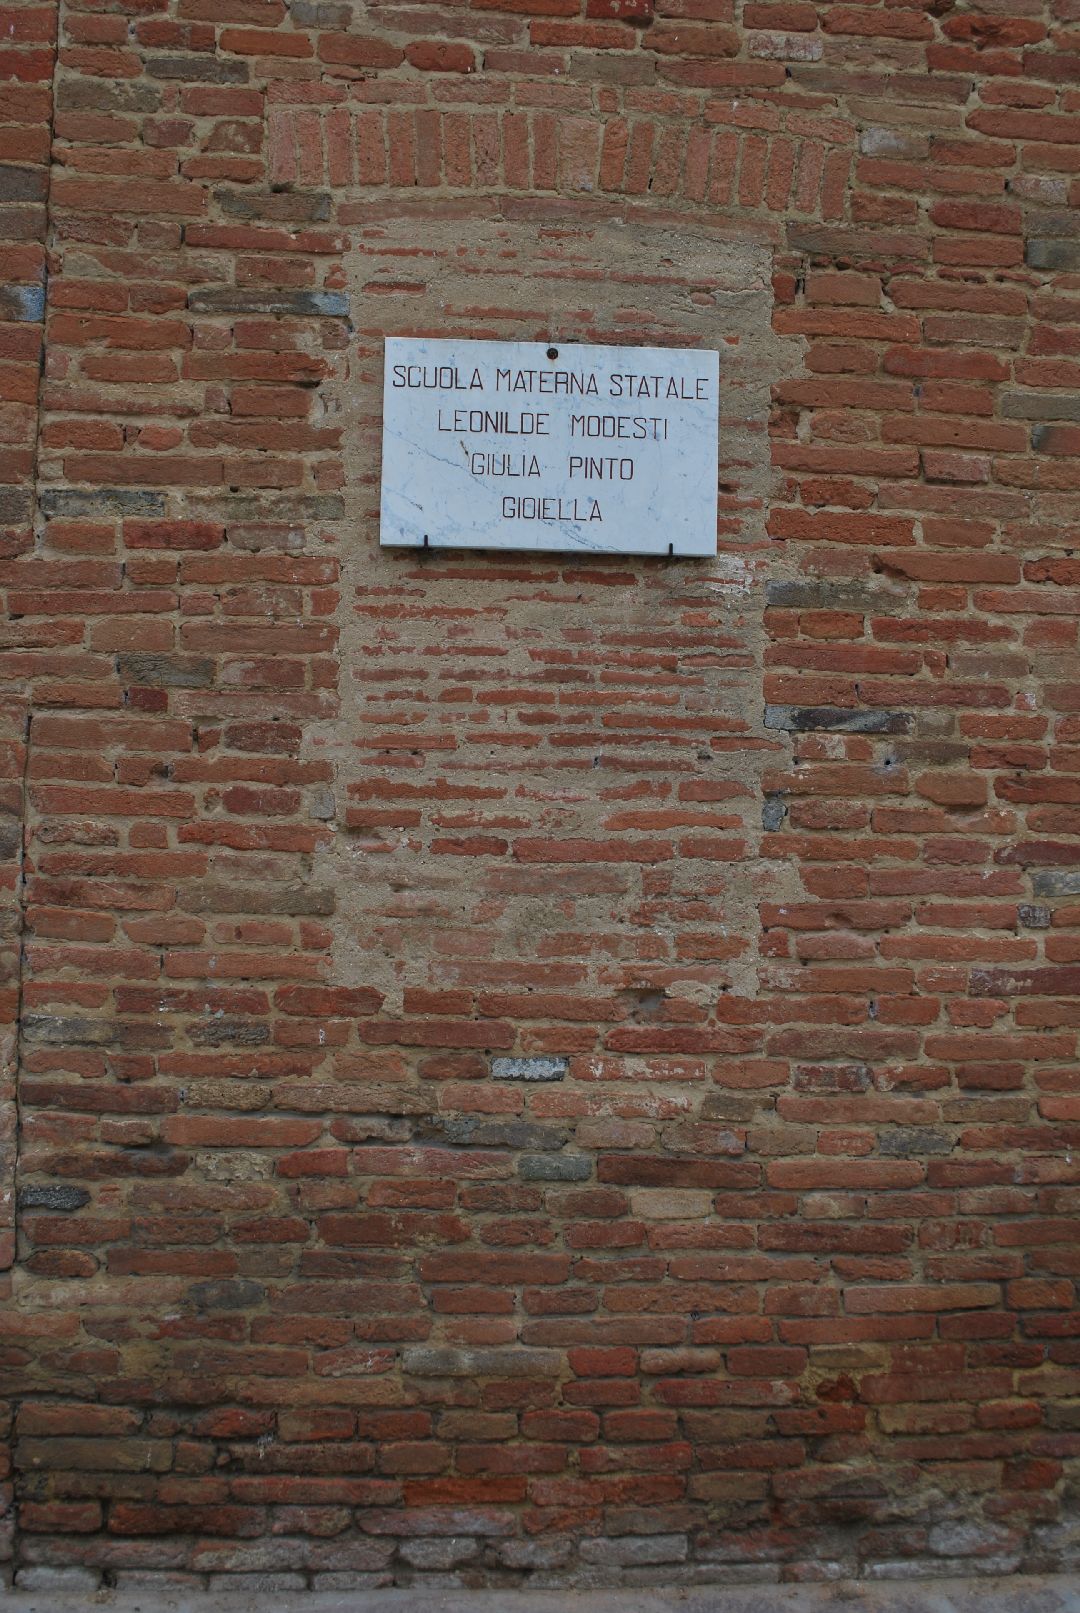 SCUOLA MATERNA STATALE
LEONILDE MODESTI
GIULIA PINTO
GIOIELLA